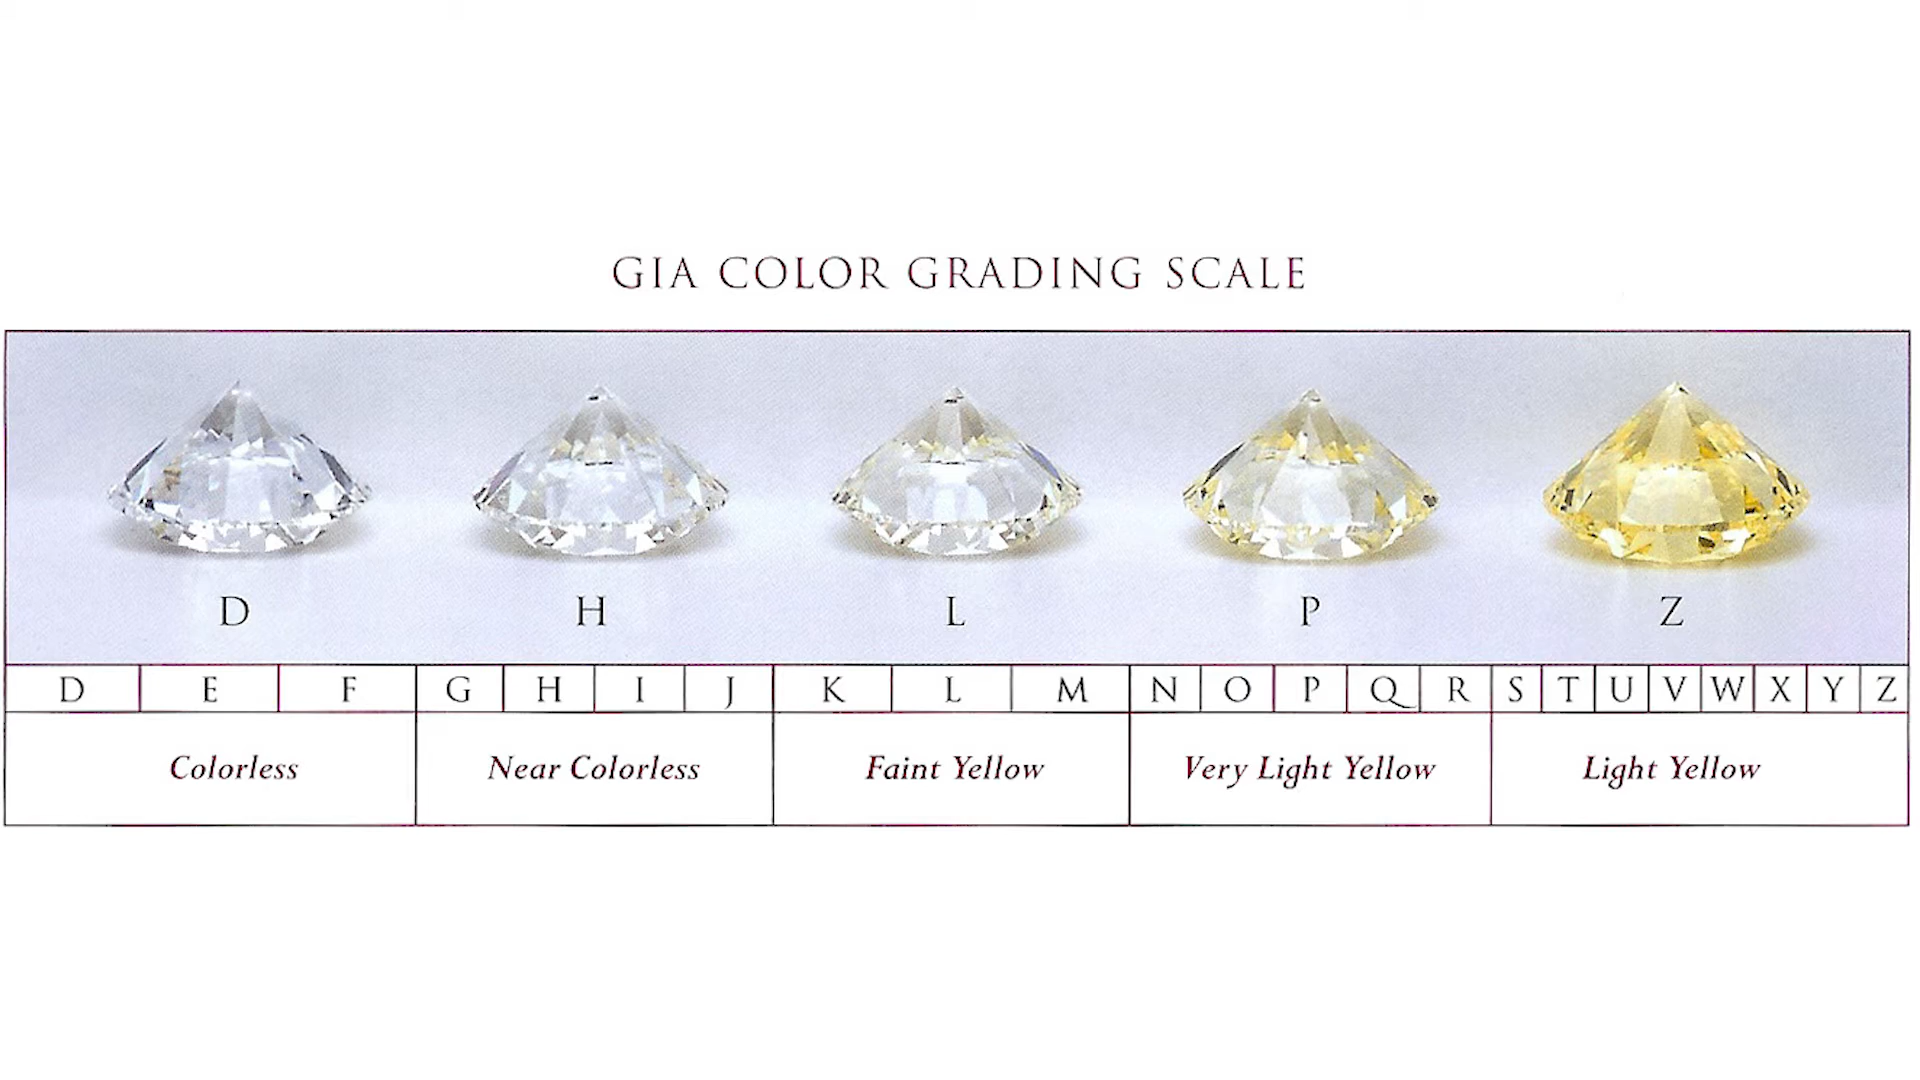 GIA COLOR GRADING SCALE
D H L P Z
D E F G H I J K L M N O P Q R S T U V W X Y Z
Colorless Near Colorless Faint Yellow Very Light Yellow Light Yellow